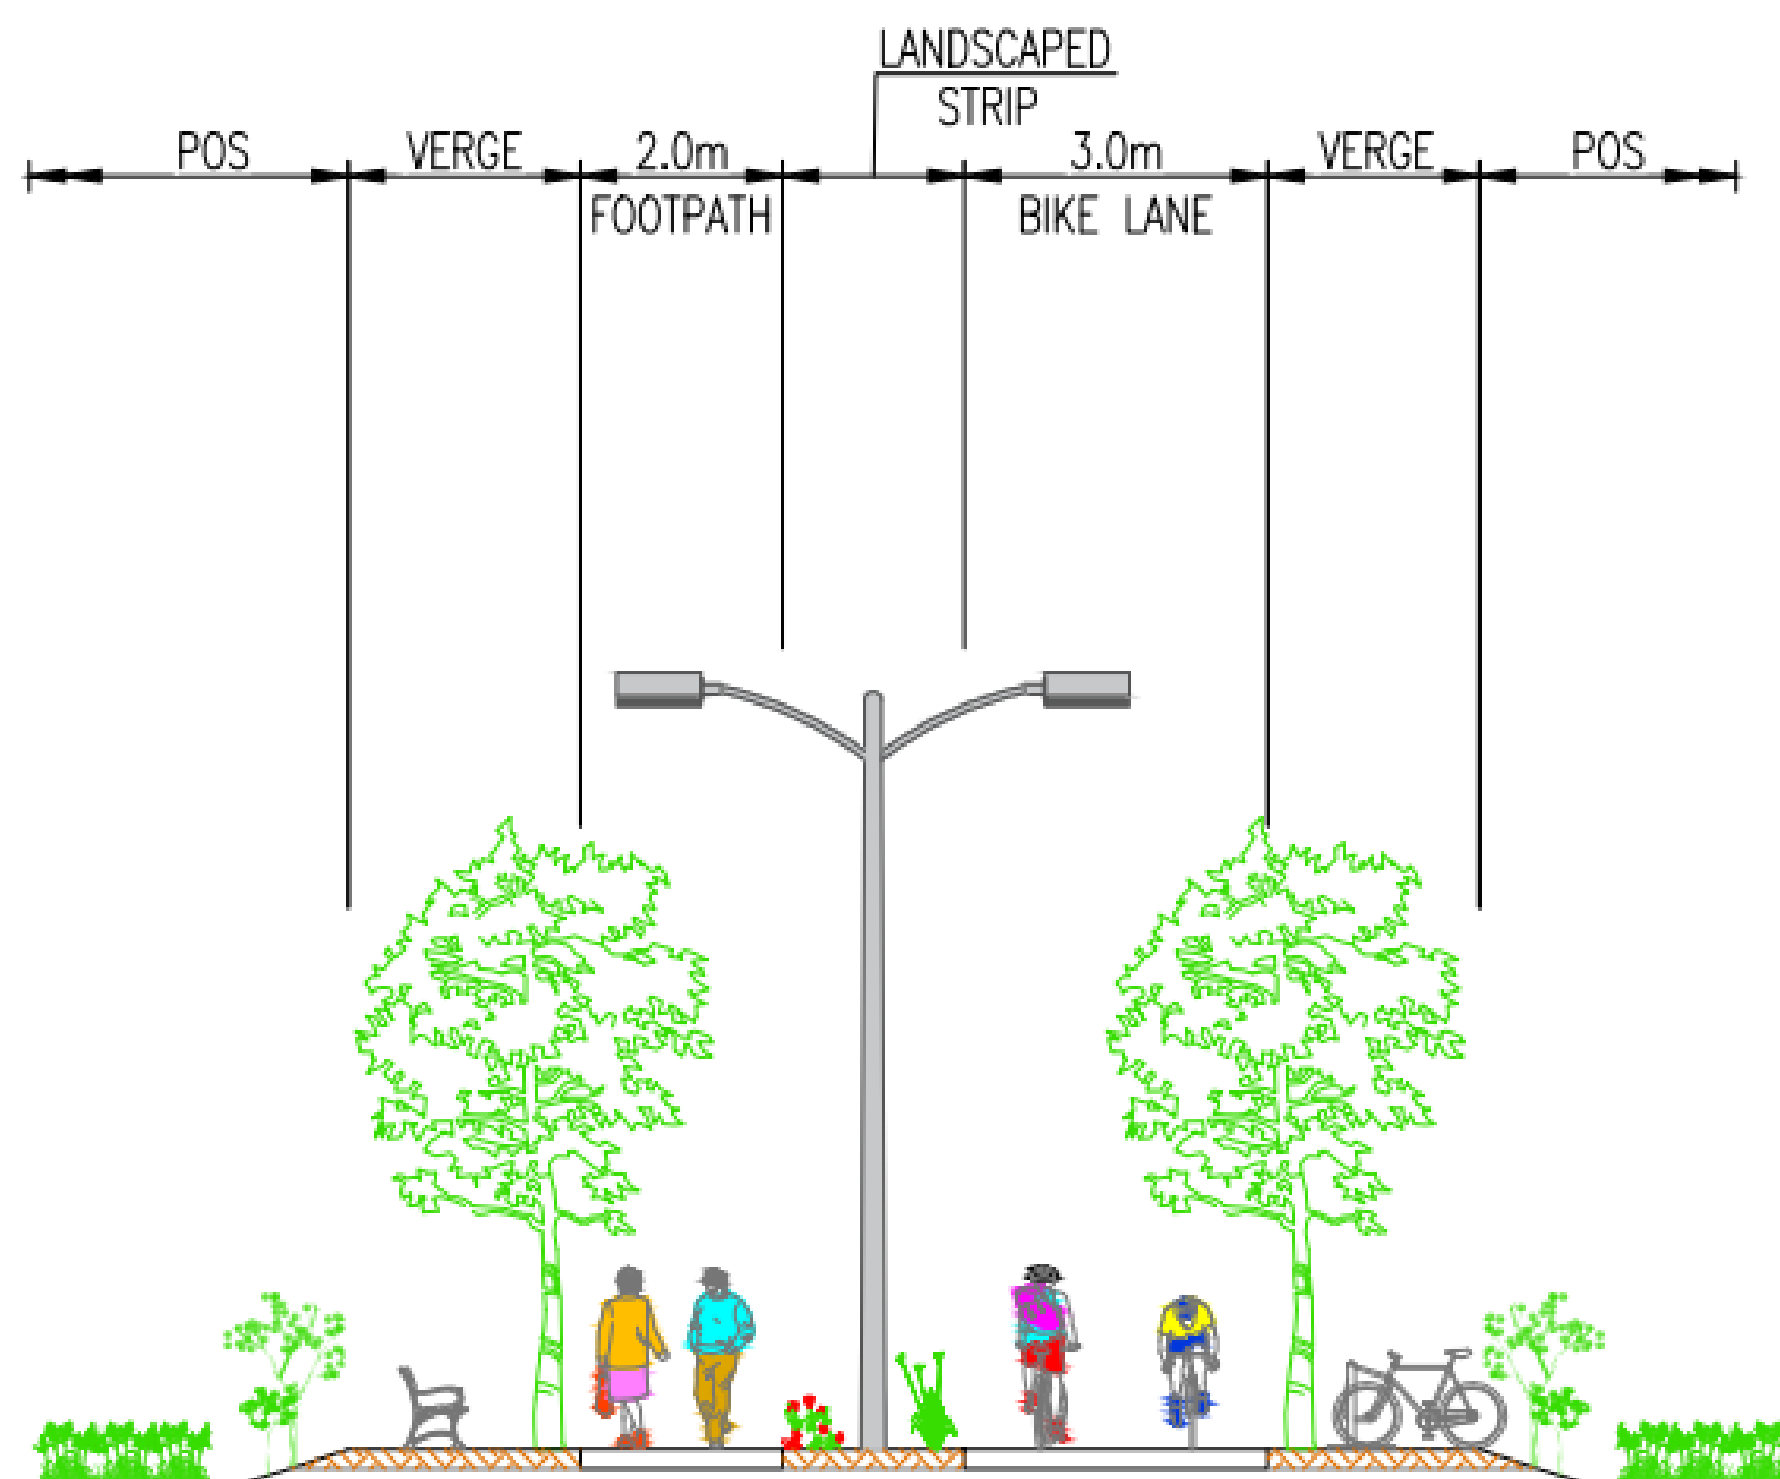 LANDSCAPED
STRIP
POS VERGE 2.0m 3.0m VERGE POS
FOOTPATH BIKE LANE